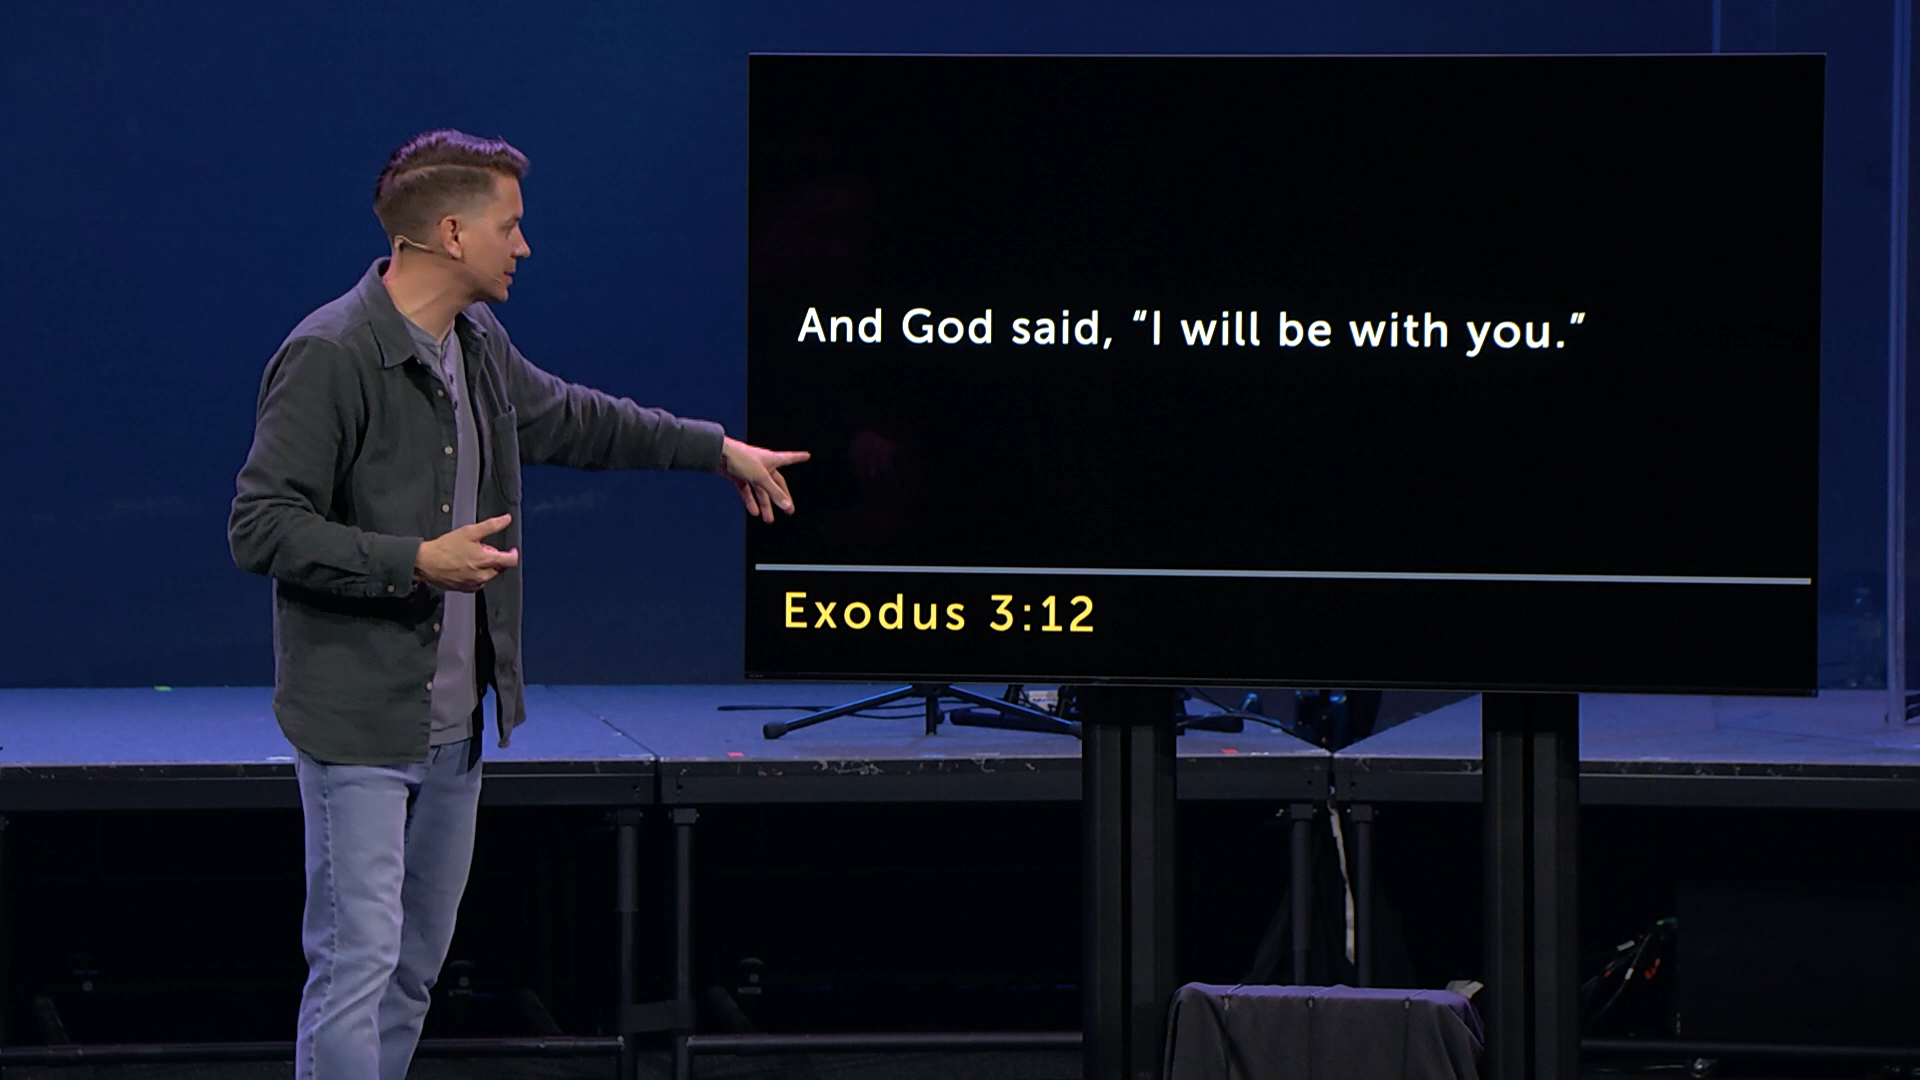 And God said, “I will be with you.”
Exodus 3:12